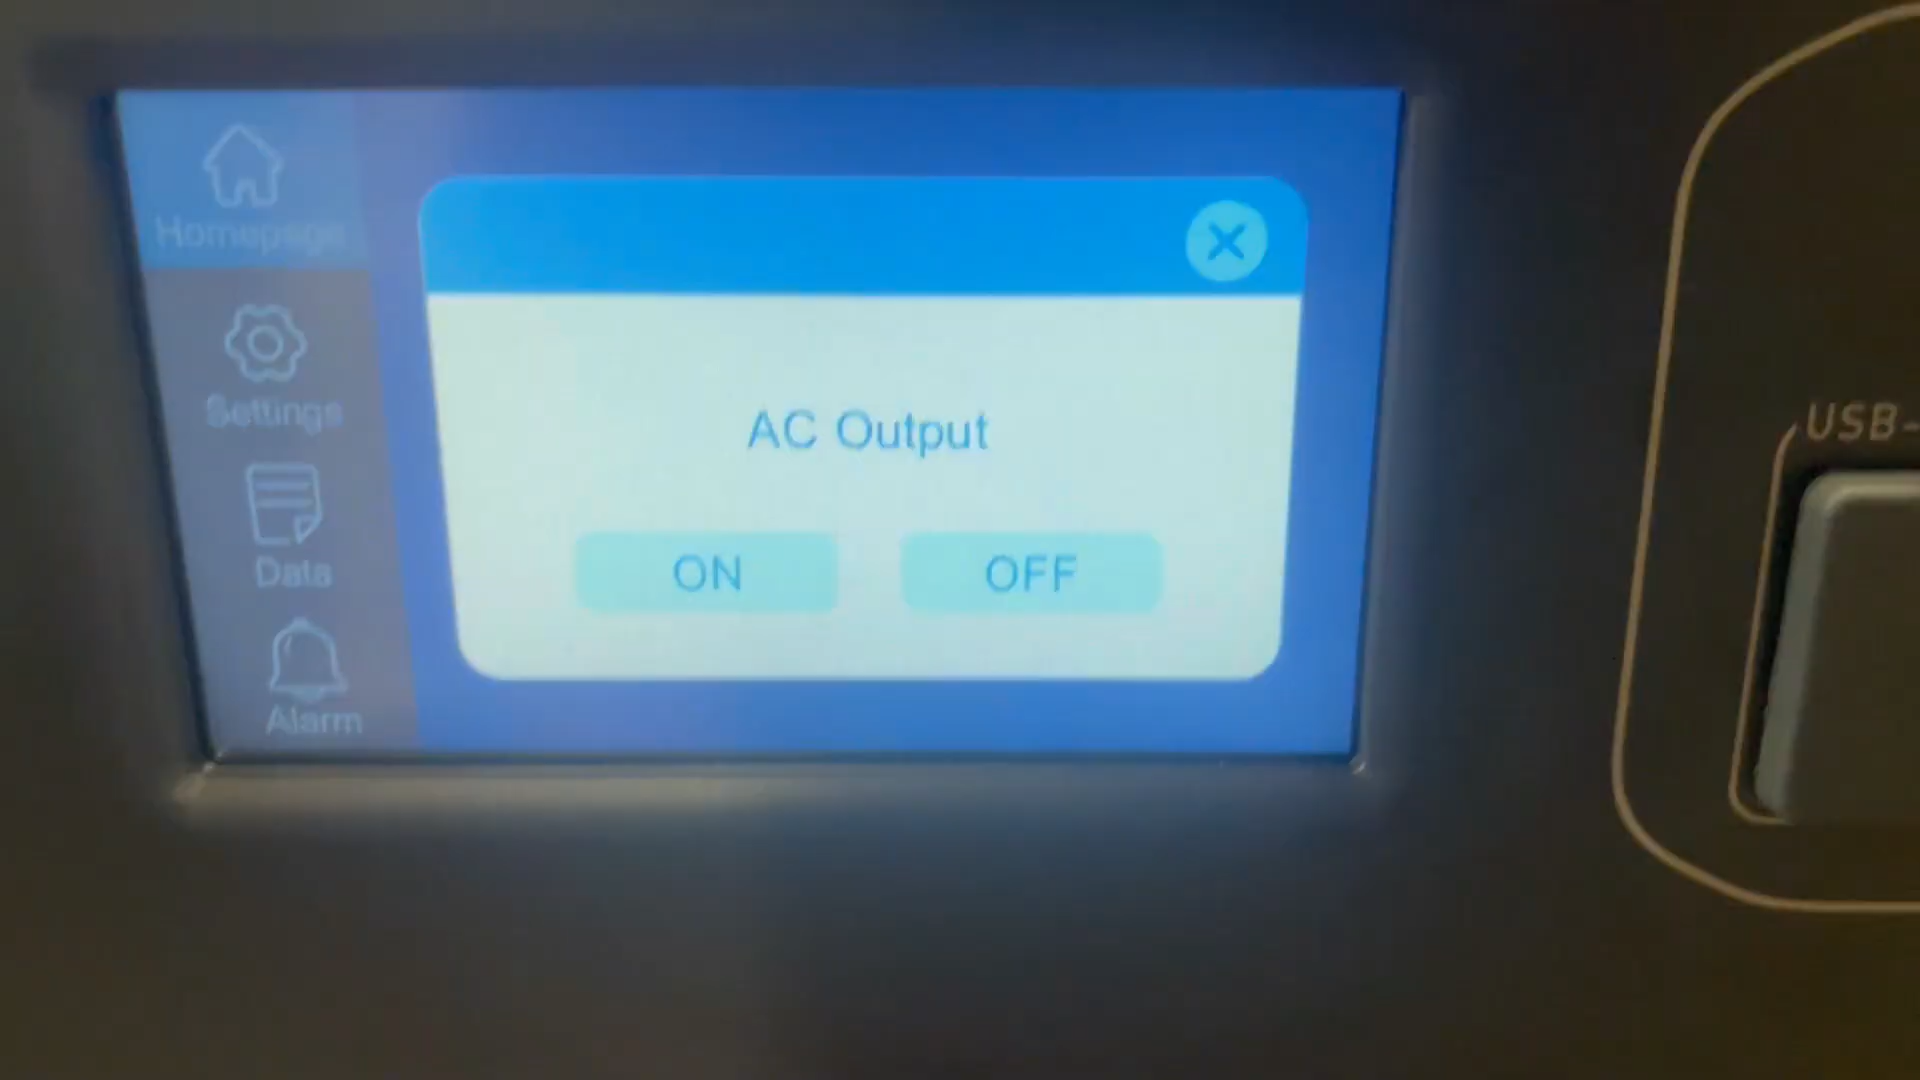 Homepage
Settings
Data
Alarm
AC Output
ON OFF
USB-